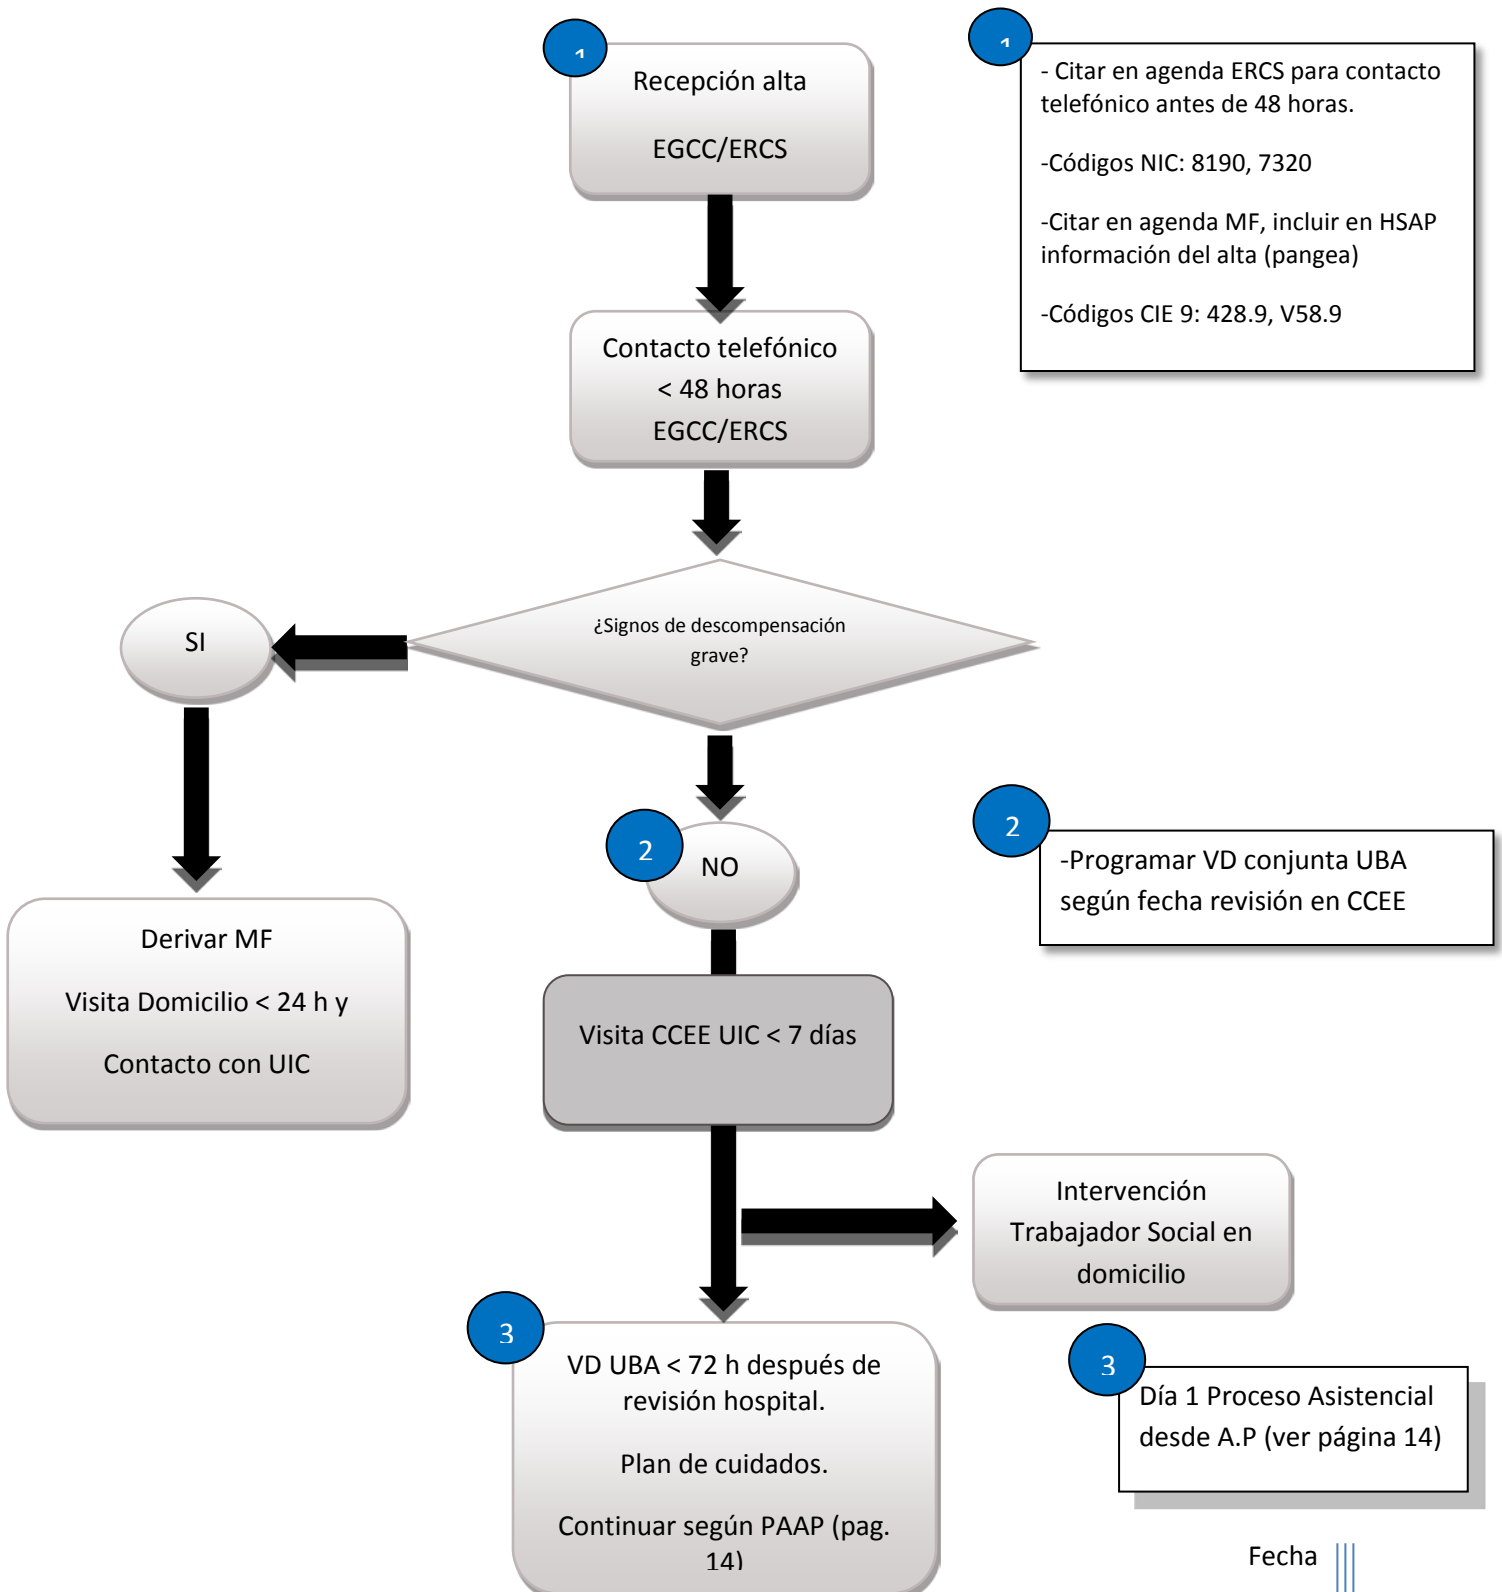 1
Recepción alta
EGCC/ERCS
1
- Citar en agenda ERCS para contacto
telefónico antes de 48 horas.
-Códigos NIC: 8190, 7320
-Citar en agenda MF, incluir en HSAP
información del alta (pangea)
-Códigos CIE 9: 428.9, V58.9
Contacto telefónico
< 48 horas
EGCC/ERCS
¿Signos de descompensación
grave?
SI
2
NO
2
-Programar VD conjunta UBA
según fecha revisión en CCEE
Derivar MF
Visita Domicilio < 24 h y
Contacto con UIC
Visita CCEE UIC < 7 días
Intervención
Trabajador Social en
domicilio
3
VD UBA < 72 h después de
revisión hospital.
Plan de cuidados.
Continuar según PAAP (pag.
14)
3
Día 1 Proceso Asistencial
desde A.P (ver página 14)
Fecha